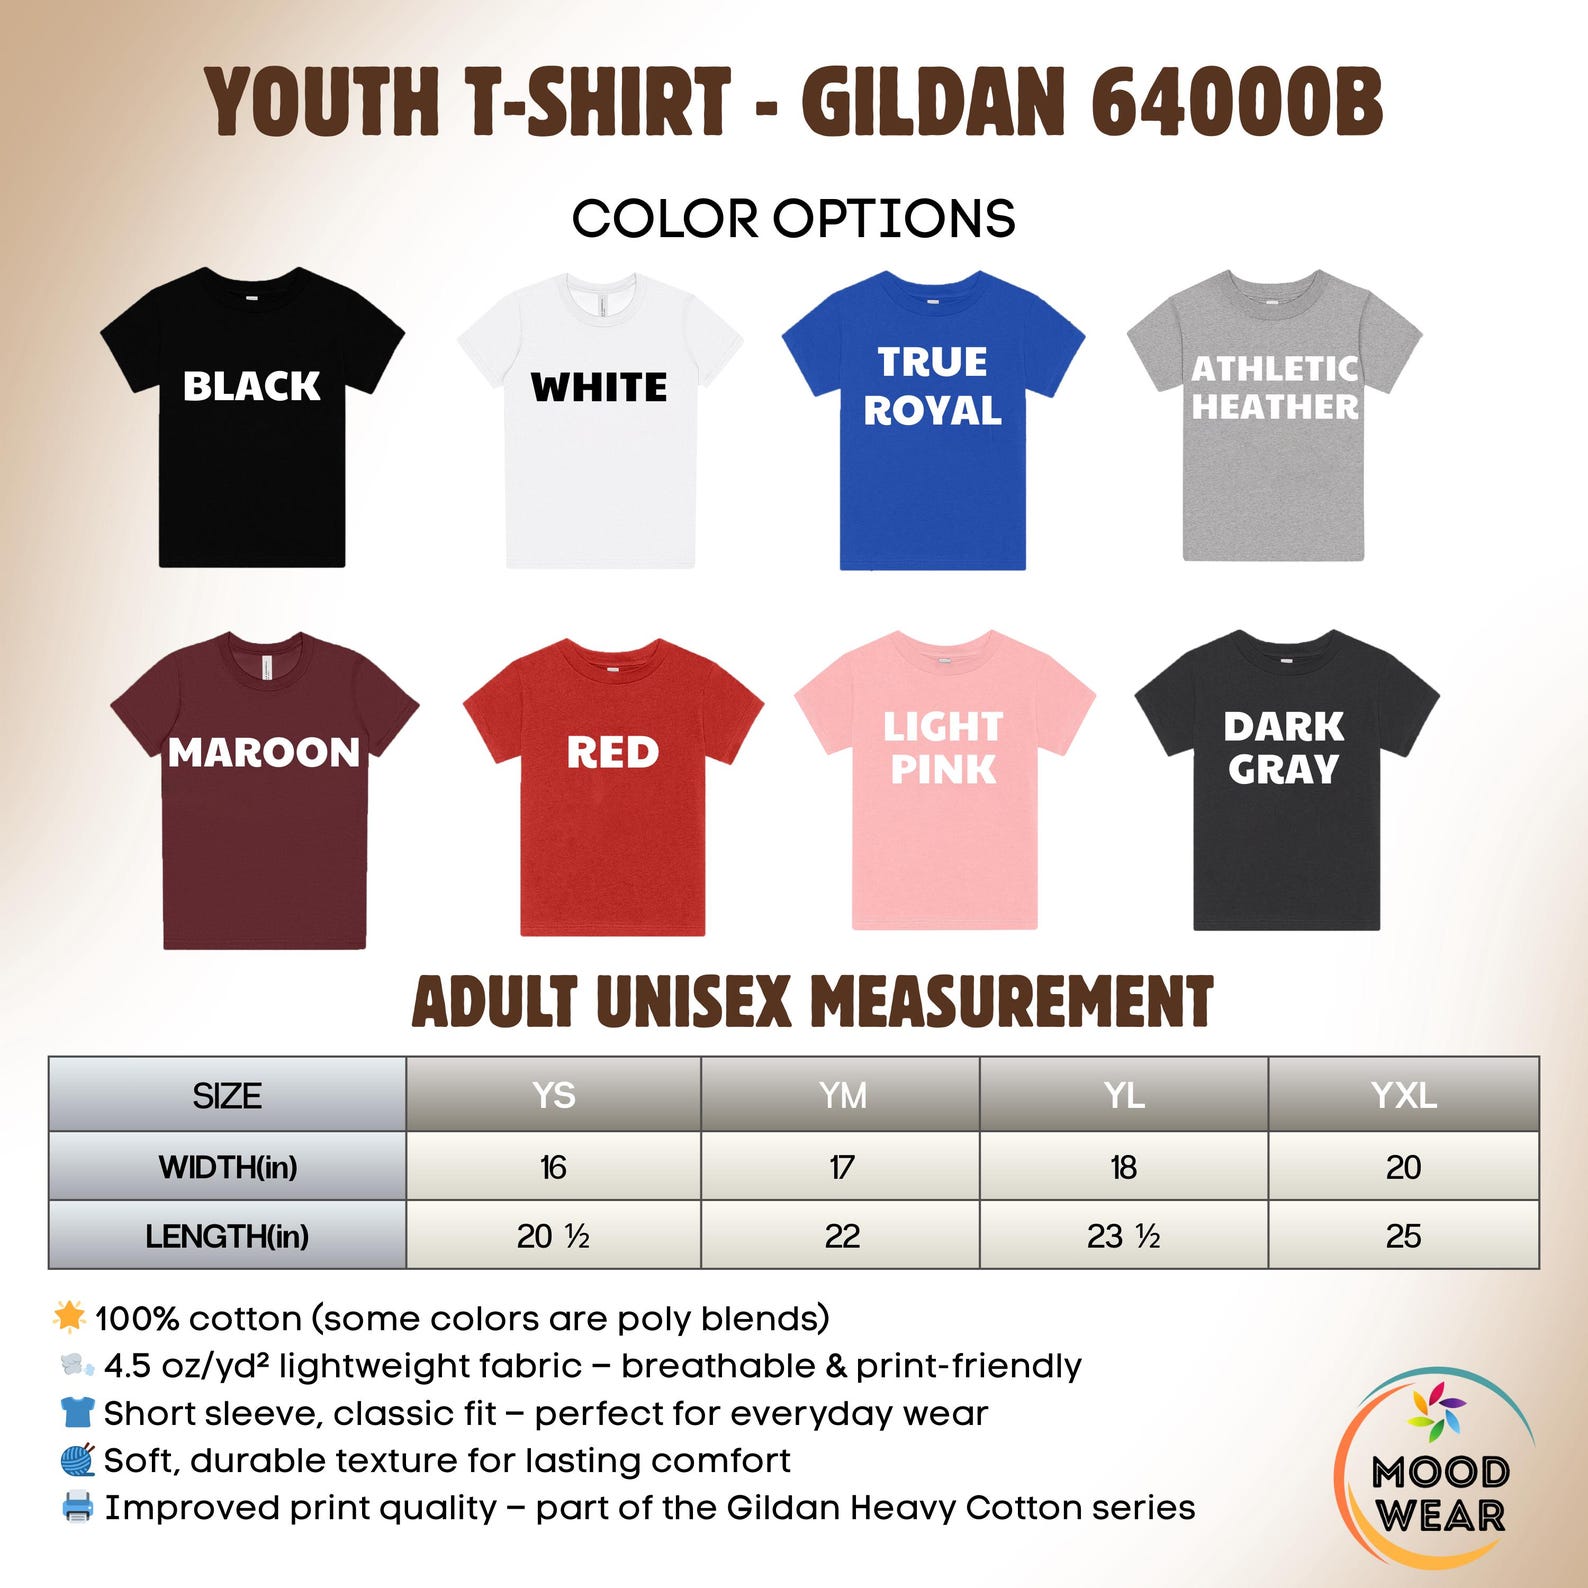 YOUTH T-SHIRT - GILDAN 64000B
COLOR OPTIONS
BLACK
WHITE
TRUE
ROYAL
ATHLETIC
HEATHER
MAROON
RED
LIGHT
PINK
DARK
GRAY
ADULT UNISEX MEASUREMENT
SIZE YS YM YL YXL
WIDTH(in) 16 17 18 20
LENGTH(in) 20 ½ 22 23 ½ 25
100% cotton (some colors are poly blends)
4.5 oz/yd² lightweight fabric – breathable & print-friendly
Short sleeve, classic fit – perfect for everyday wear
Soft, durable texture for lasting comfort
Improved print quality – part of the Gildan Heavy Cotton series
MOOD
WEAR